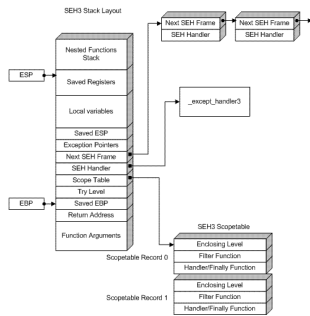 SEH3 Stack Layout
Nested Functions
Stack
ESP
Saved Registers
Local variables
Saved ESP
Exception Pointers
Next SEH Frame
SEH Handler
Scope Table
Try Level
EBP
Saved EBP
Return Address
Function Arguments
Next SEH Frame
SEH Handler
Next SEH Frame
SEH Handler
_except_handler3
SEH3 Scopetable
Enclosing Level
Filter Function
Handler/Finally Function
Scopetable Record 0
Enclosing Level
Filter Function
Handler/Finally Function
Scopetable Record 1